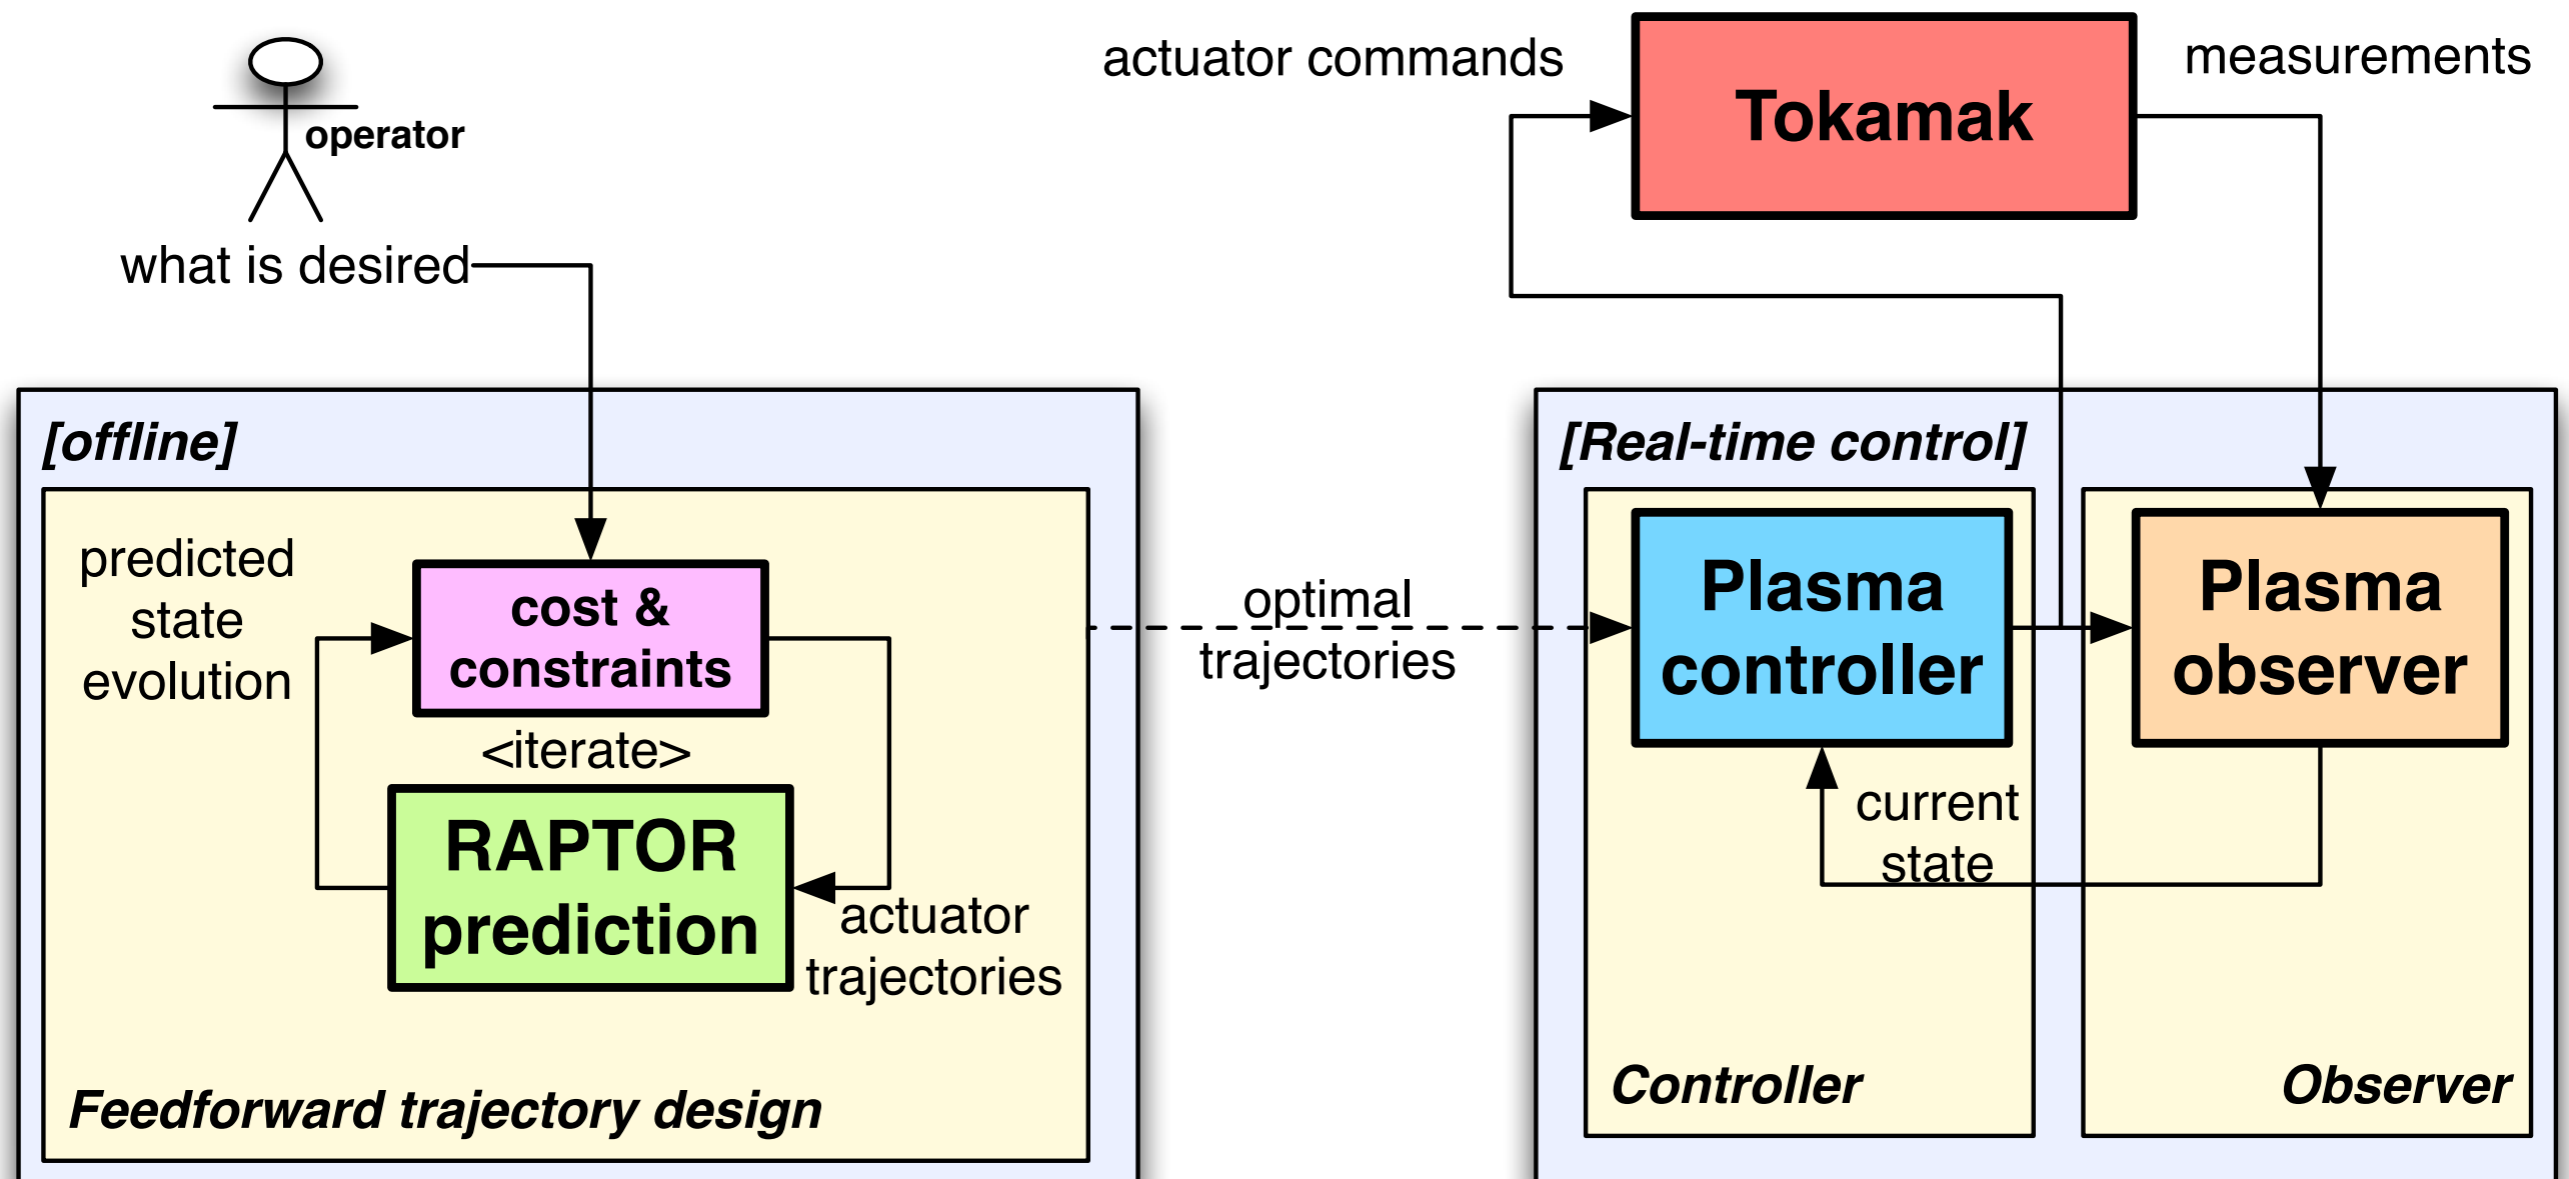 operator
what is desired
actuator commands
Tokamak
measurements
[offline]
predicted
state
evolution
cost &
constraints
<iterate>
RAPTOR
prediction
actuator
trajectories
Feedforward trajectory design
optimal
trajectories
[Real-time control]
Plasma
controller
current
state
Controller
Plasma
observer
Observer